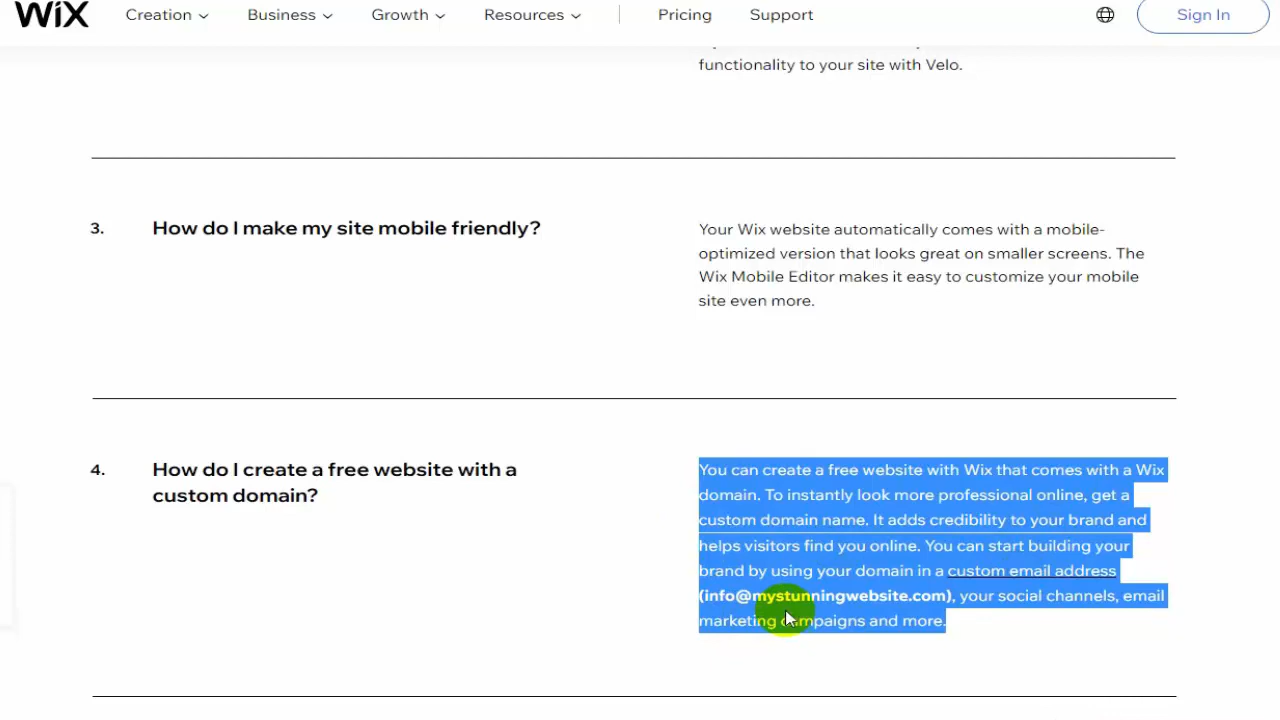 WiX Creation Business Growth Resources Pricing Support Sign In
functionality to your site with Velo.
3. How do I make my site mobile friendly?
Your Wix website automatically comes with a mobile-
optimized version that looks great on smaller screens. The
Wix Mobile Editor makes it easy to customize your mobile
site even more.
4. How do I create a free website with a
custom domain?
You can create a free website with Wix that comes with a Wix
domain. To instantly look more professional online, get a
custom domain name. It adds credibility to your brand and
helps visitors find you online. You can start building your
brand by using your domain in a custom email address
(info@mystunningwebsite.com), your social channels, email
marketing campaigns and more.